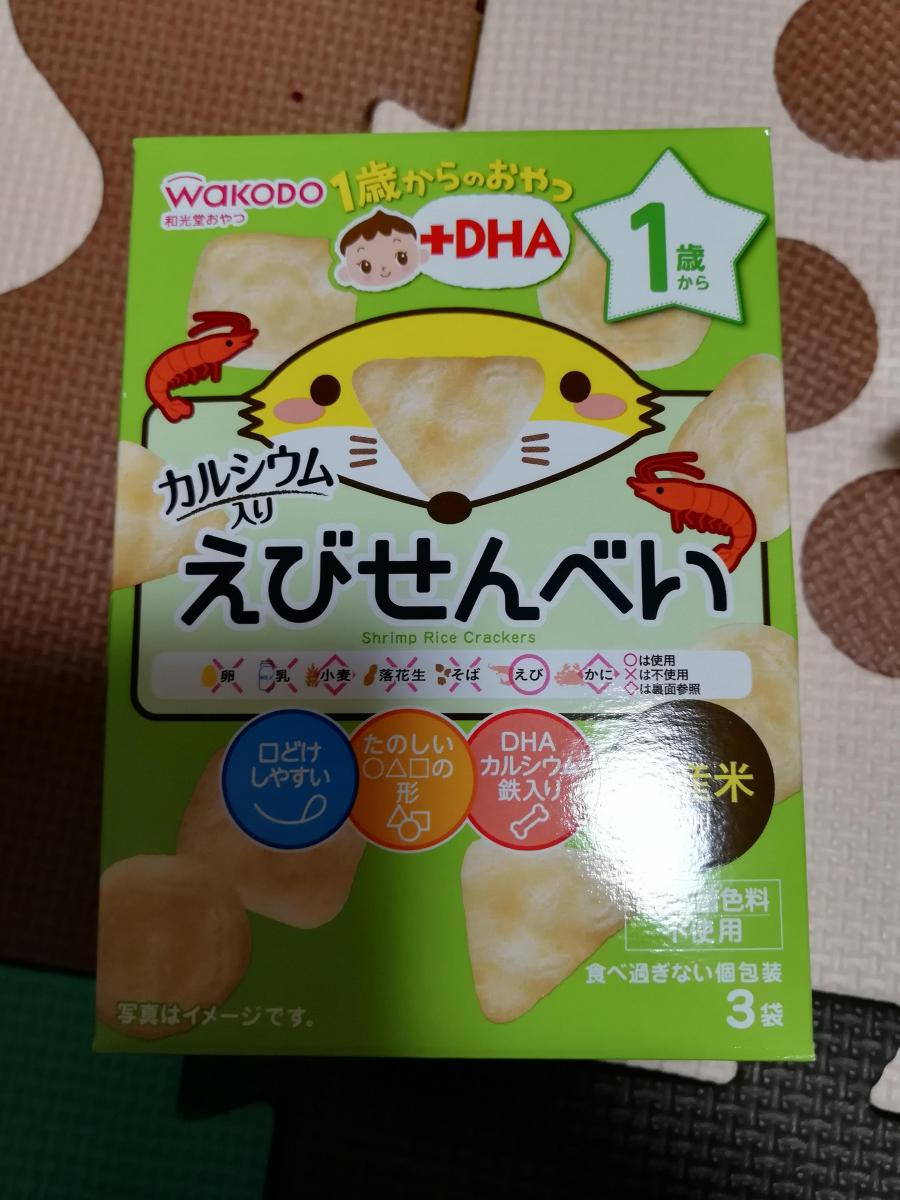 WAKODO
和光堂おやつ
1歳からのおやつ
+DHA
1歳から
カルシウム
入り
えびせんべい
Shrimp Rice Crackers
卵 乳 小麦 落花生 そば えび かに
MILK
○は使用
×は不使用
◇は裏面参照
口どけ
しやすい
たのしい
○△□の
形
DHA
カルシウム
鉄入り
米
色料
不使用
食べ過ぎない個包装
3袋
写真はイメージです。